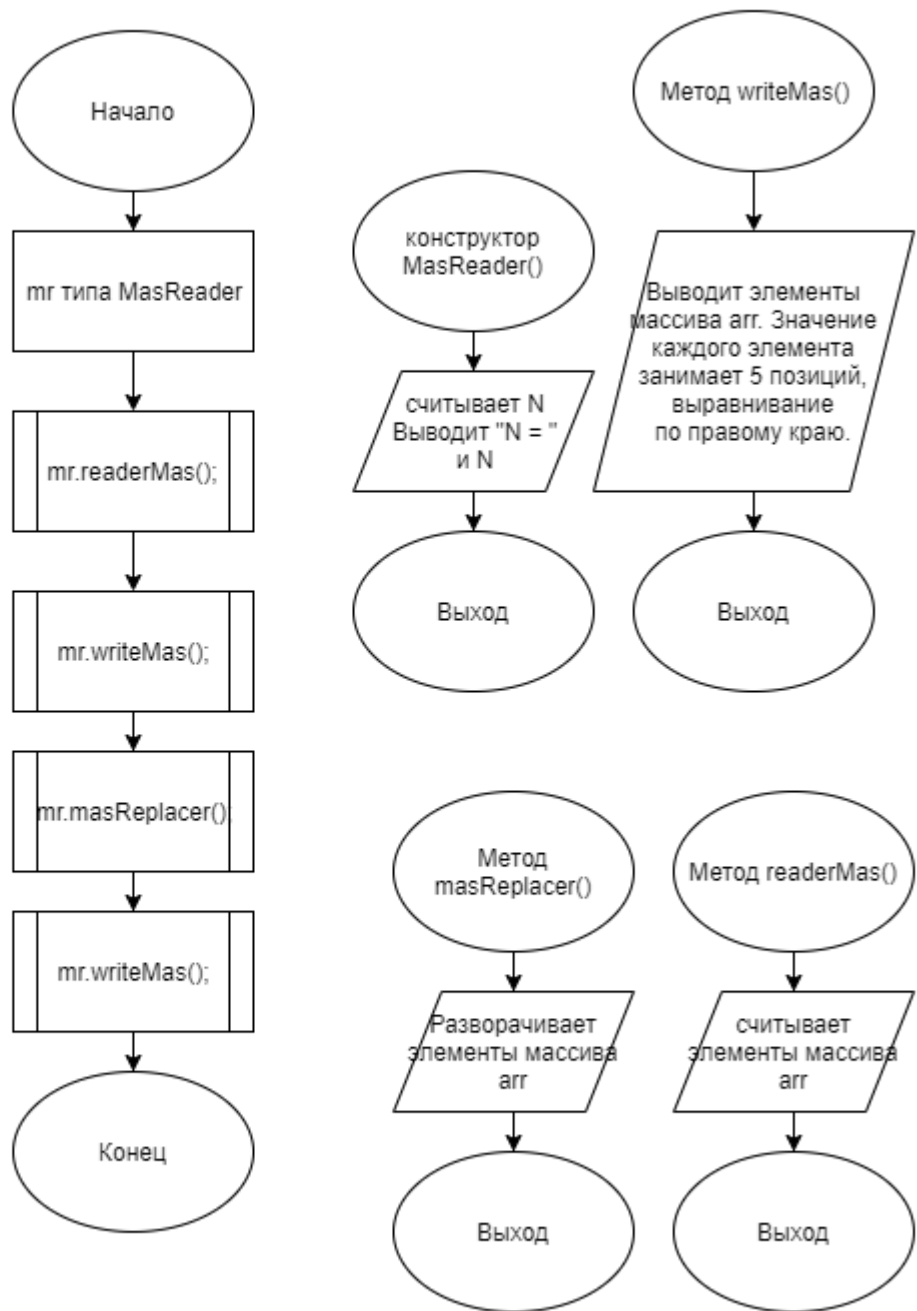 Начало
mr типа MasReader
mr.readerMas();
mr.writeMas();
mr.masReplacer();
mr.writeMas();
Конец
конструктор
MasReader()
считывает N
Выводит "N = "
и N
Выход
Метод writeMas()
Выводит элементы
массива arr. Значение
каждого элемента
занимает 5 позиций,
выравнивание
по правому краю.
Выход
Метод
masReplacer()
Разворачивает
элементы массива
arr
Выход
Метод readerMas()
считывает
элементы массива
arr
Выход